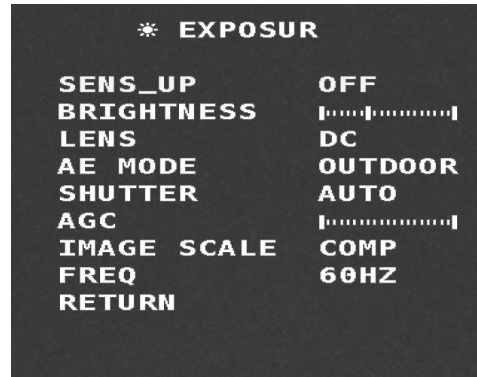 EXPOSUR
SENS_UP OFF
BRIGHTNESS
LENS DC
AE MODE OUTDOOR
SHUTTER AUTO
AGC
IMAGE SCALE COMP
FREQ 60HZ
RETURN